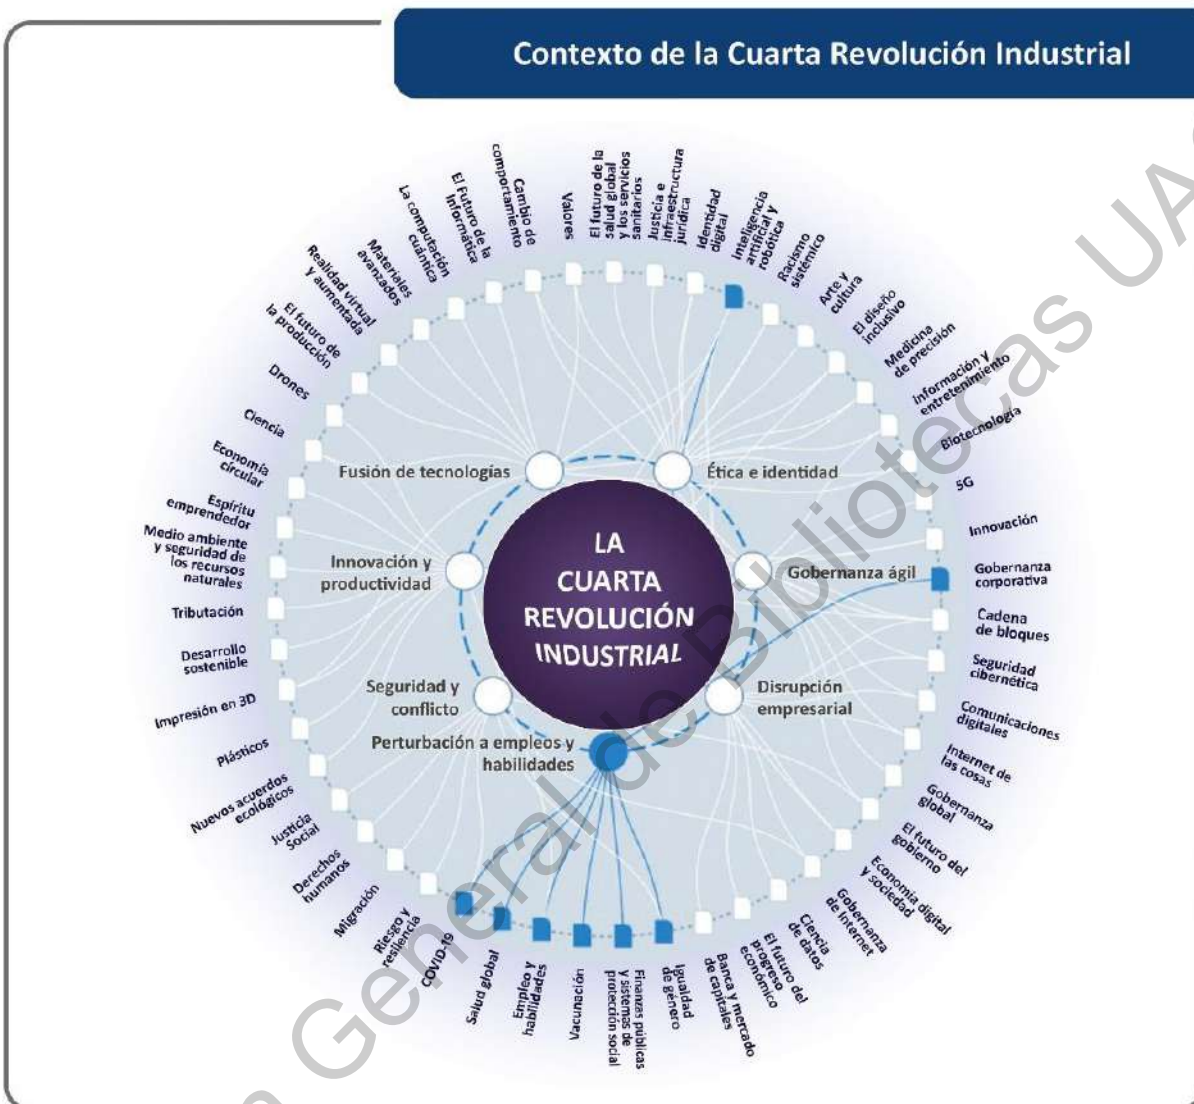 Contexto de la Cuarta Revolución Industrial
LA
CUARTA
REVOLUCIÓN
INDUSTRIAL
Fusión de tecnologías
Ética e identidad
Innovación y
productividad
Gobernanza ágil
Seguridad y
conflicto
Disrupción
empresarial
Perturbación a empleos y
habilidades
Valores
El futuro de la
salud global
y los servicios
sanitarios
Justicia e
infraestructura
jurídica
Identidad
digital
Inteligencia
artificial y
robótica
Racismo
sistémico
Arte y
cultura
El diseño
inclusivo
Medicina
de precisión
Información y
entretenimiento
Biotecnología
5G
Innovación
Gobernanza
corporativa
Cadena
de bloques
Seguridad
cibernética
Comunicaciones
digitales
Internet de
las cosas
Gobernanza
global
El futuro del
gobierno
Economía digital
y sociedad
Gobernanza
de Internet
Ciencia
de datos
El futuro del
progreso
económico
Banca y mercado
de capitales
Igualdad
de género
Finanzas públicas
y sistemas de
protección social
Vacunación
Empleo y
habilidades
Salud global
COVID-19
Riesgo y
resilencia
Migración
Derechos
humanos
Justicia
Social
Nuevos acuerdos
ecológicos
Plásticos
Impresión en 3D
Desarrollo
sostenible
Tributación
Medio ambiente
y seguridad de
los recursos
naturales
Espíritu
emprendedor
Economía
circular
Ciencia
Drones
El futuro de
la producción
Realidad virtual
y aumentada
Materiales
avanzados
La computación
cuántica
El Futuro de la
Informática
Cambio de
comportamiento
General de Bibliotecas UA